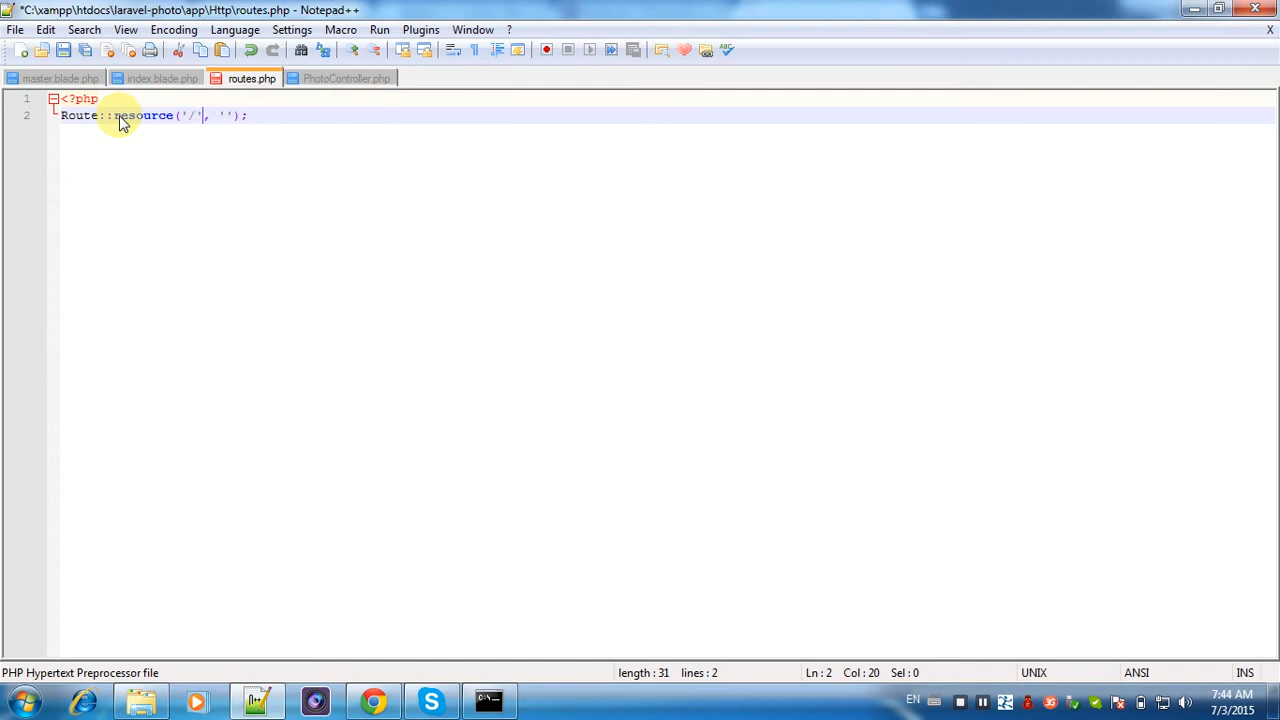 *C:\xampp\htdocs\laravel-photo\app\Http\routes.php - Notepad++
File Edit Search View Encoding Language Settings Macro Run Plugins Window ? X
master.blade.php index.blade.php routes.php PhotoController.php
1 <?php
2 Route::resource('/', '');
PHP Hypertext Preprocessor file length : 31 lines : 2 Ln : 2 Col : 20 Sel : 0 UNIX ANSI INS
EN 7:44 AM
7/3/2015